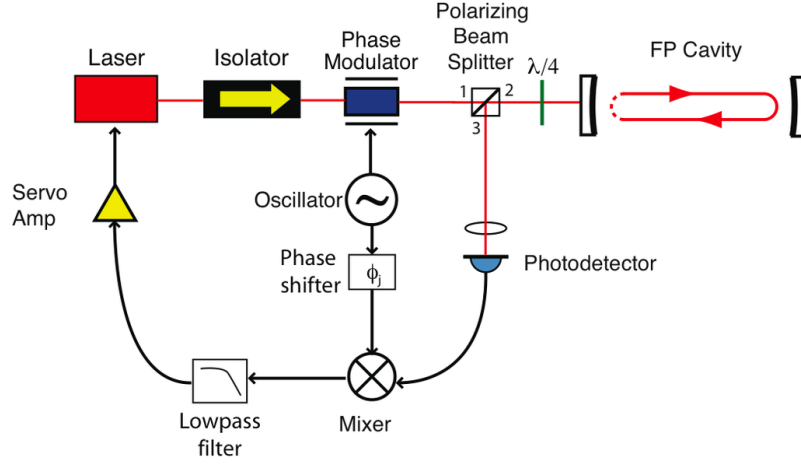 Laser
Isolator
Phase
Modulator
Polarizing
Beam
Splitter
λ/4
FP Cavity
1
2
3
Servo
Amp
Oscillator
Phase
shifter
ϕj
Photodetector
Lowpass
filter
Mixer